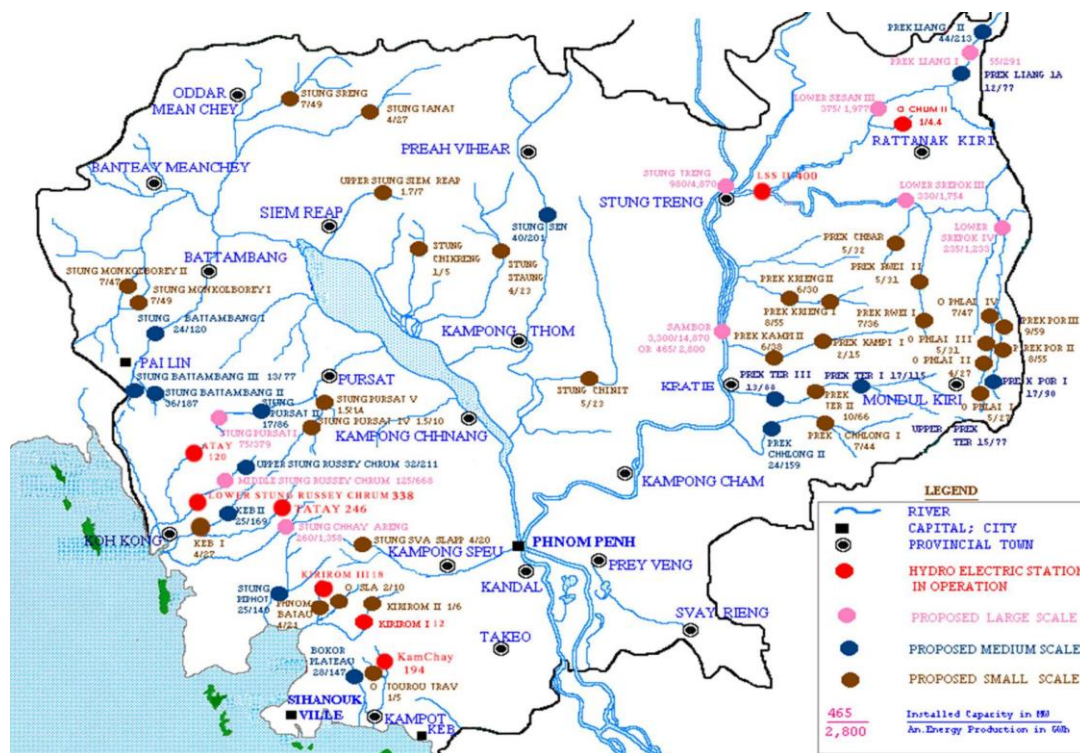 PREK LIANG II
44/213
PREK LIANG I
55/291
PREK LIANG 1A
12/77
ODDAR
MEAN CHEY
STUNG SRENG
7/49
STUNG TANAT
4/27
LOWER SESAN III
375/ 1,977
O CHUM II
1/4.4
RATTANAK KIRI
PREAH VIHEAR
BANTEAY MEANCHEY
UPPER STUNG SIEM REAP
1.7/7
STUNG TRENG
980/4,870
LSS II 400
STUNG TRENG
LOWER SREPOK III
330/1,754
SIEM REAP
STUNG SEN
40/201
LOWER
SREPOK IV
235/1,233
STUNG
CHIKRENG
1/5
STUNG
STAUNG
4/23
PREK CHBAR
5/32
BATTAMBANG
STUNG MONKOLBOREY II
7/47
STUNG MONKOLBOREY I
7/49
PREK RWEI II
5/31
PREK KRIENG II
6/30
PREK KRIENG I
8/55
PREK RWEI I
7/36
O PHLAI IV
7/47
PREK POR III
9/59
STUNG BATTAMBANG I
24/120
KAMPONG THOM
SAMBOR
3,300/14,870
OR 465/2,800
PREK KAMPI II
6/38
PREK KAMPI I
2/15
O PHLAI III
5/31
PREK POR II
8/55
O PHLAI II
4/27
PAI LIN
STUNG BATTAMBANG III 13/77
STUNG BATTAMBANG II
36/187
PURSAT
STUNG CHINIT
5/23
KRATIE
PREK TER III
13/88
PREK TER I 17/115
MONDUL KIRI
PREK POR I
17/90
STUNG
PURSAT II
17/86
STUNG PURSAT V
STUNG PURSAT IV 1.5/10
PREK
TER II
10/66
O PHLAI I
5/27
STUNG PURSAT I
75/379
KAMPONG CHHNANG
PREK CHHLONG I
7/44
UPPER PREK
TER 15/77
PREK
CHHLONG II
24/159
ATAY
120
UPPER STUNG RUSSEY CHRUM 32/211
MIDDLE STUNG RUSSEY CHRUM 125/668
KAMPONG CHAM
LOWER STUNG RUSSEY CHRUM 338
TATAY 246
KEB II
25/169
STUNG CHHAY ARENG
260/1,358
KOH KONG
KEB I
4/27
STUNG SVA SLAPP 4/20
KAMPONG SPEU
PHNOM PENH
PREY VENG
KANDAL
STUNG
PIPHOT
25/140
KIRIROM III 18
O SLA 2/10
PHNOM
BATAU
4/21
KIRIROM II 1/6
KIRIROM I 12
SVAY RIENG
TAKEO
BOKOR
PLATEAU
28/147
KamChay
194
O TOUROU TRAV
1/5
SIHANOUK
VILLE
KAMPOT
KEB
LEGEND
RIVER
CAPITAL; CITY
PROVINCIAL TOWN
HYDRO ELECTRIC STATION
IN OPERATION
PROPOSED LARGE SCALE
PROPOSED MEDIUM SCALE
PROPOSED SMALL SCALE
465
2,800
Installed Capacity in MW
An.Energy Production in GWh